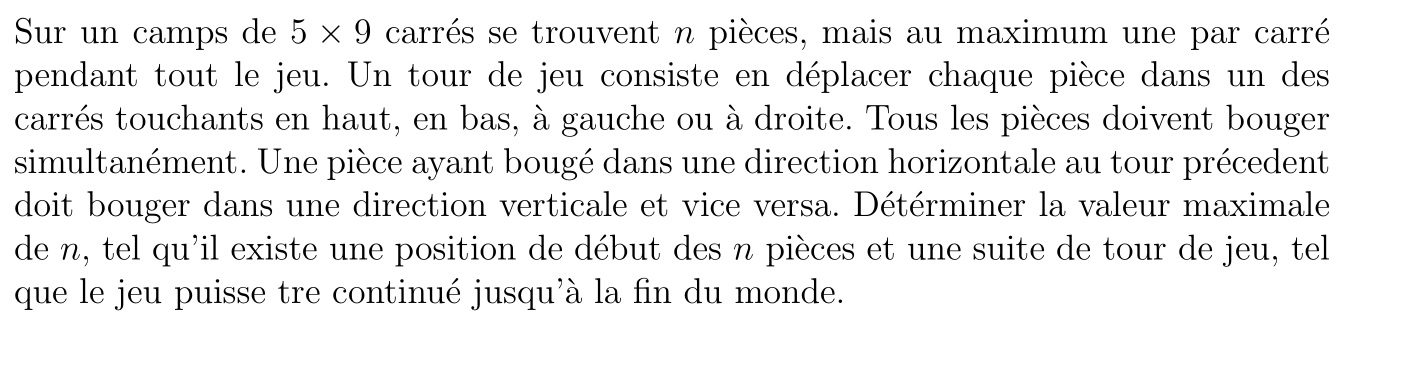 Sur un camps de 5 × 9 carrés se trouvent n pièces, mais au maximum une par carré
pendant tout le jeu. Un tour de jeu consiste en déplacer chaque pièce dans un des
carrés touchants en haut, en bas, à gauche ou à droite. Tous les pièces doivent bouger
simultanément. Une pièce ayant bougé dans une direction horizontale au tour précedent
doit bouger dans une direction verticale et vice versa. Détérminer la valeur maximale
de n, tel qu'il existe une position de début des n pièces et une suite de tour de jeu, tel
que le jeu puisse tre continué jusqu'à la fin du monde.